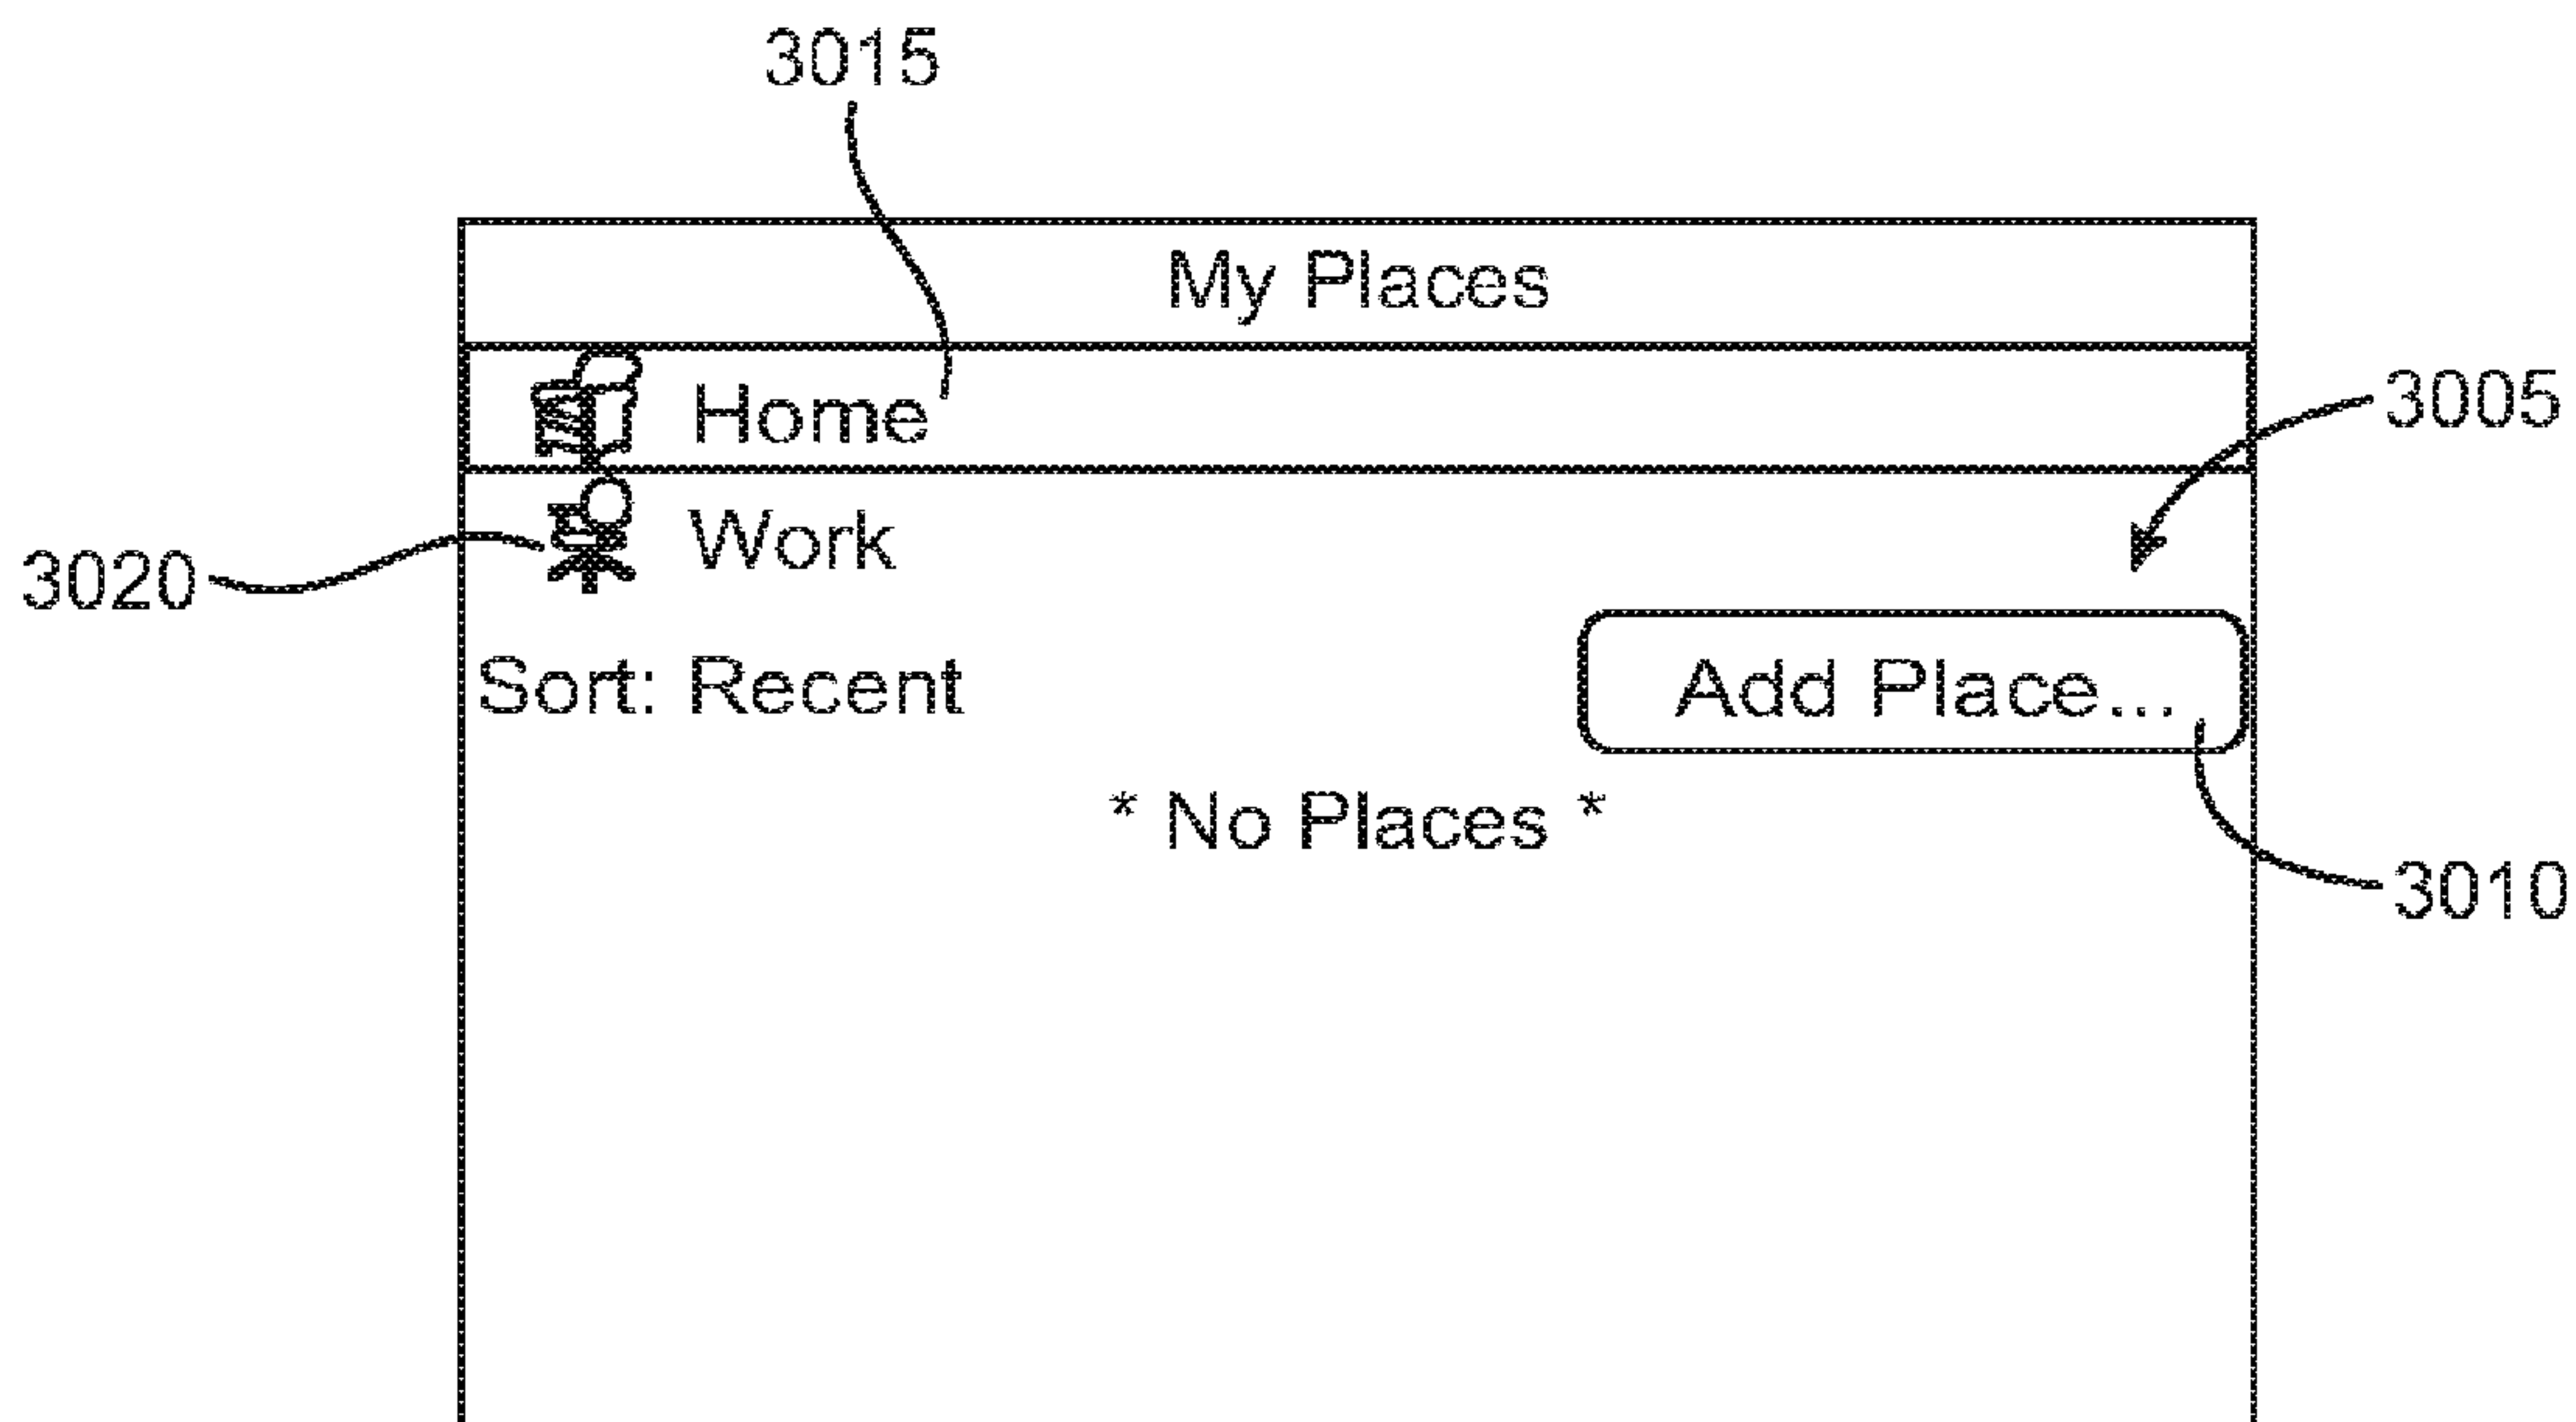 3015
My Places
Home
3005
Work
3020
Sort: Recent
Add Place...
* No Places *
3010